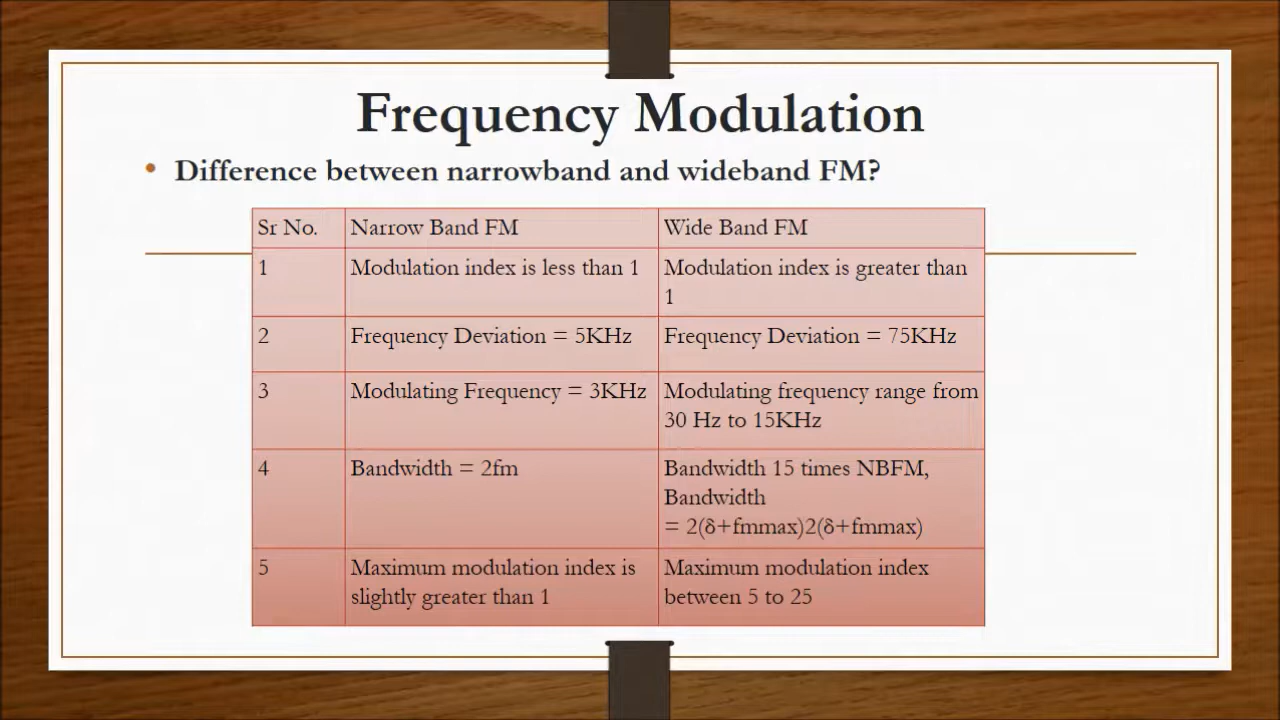 Frequency Modulation
• Difference between narrowband and wideband FM?
Sr No. Narrow Band FM Wide Band FM
1 Modulation index is less than 1 Modulation index is greater than
1
2 Frequency Deviation = 5KHz Frequency Deviation = 75KHz
3 Modulating Frequency = 3KHz Modulating frequency range from
30 Hz to 15KHz
4 Bandwidth = 2fm Bandwidth 15 times NBFM,
Bandwidth
= 2(δ+fmmax)2(δ+fmmax)
5 Maximum modulation index is Maximum modulation index
slightly greater than 1 between 5 to 25